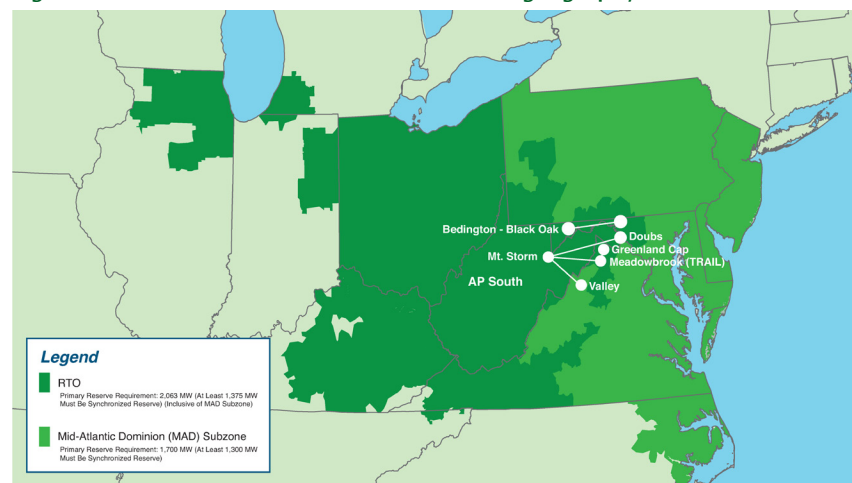 Bedington - Black Oak
Doubs
Greenland Cap
Mt. Storm
Meadowbrook (TRAIL)
AP South
Valley
Legend
RTO
Primary Reserve Requirement: 2,063 MW (At Least 1,375 MW
Must Be Synchronized Reserve) (Inclusive of MAD Subzone)
Mid-Atlantic Dominion (MAD) Subzone
Primary Reserve Requirement: 1,700 MW (At Least 1,300 MW
Must Be Synchronized Reserve)